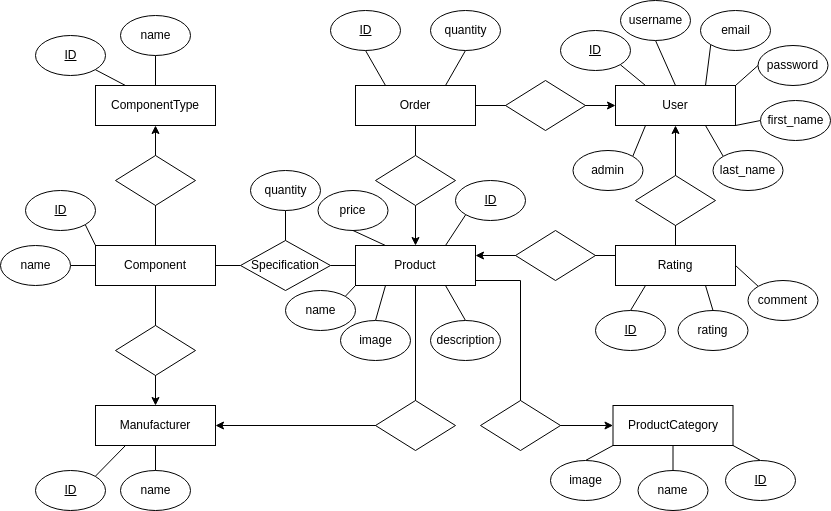 username
ID
quantity
email
name
ID
ID
password
ComponentType
Order
User
first_name
admin
last_name
quantity
ID
price
ID
name
Component
Specification
Product
Rating
comment
name
ID
rating
image
description
Manufacturer
ProductCategory
image
ID
ID
name
name